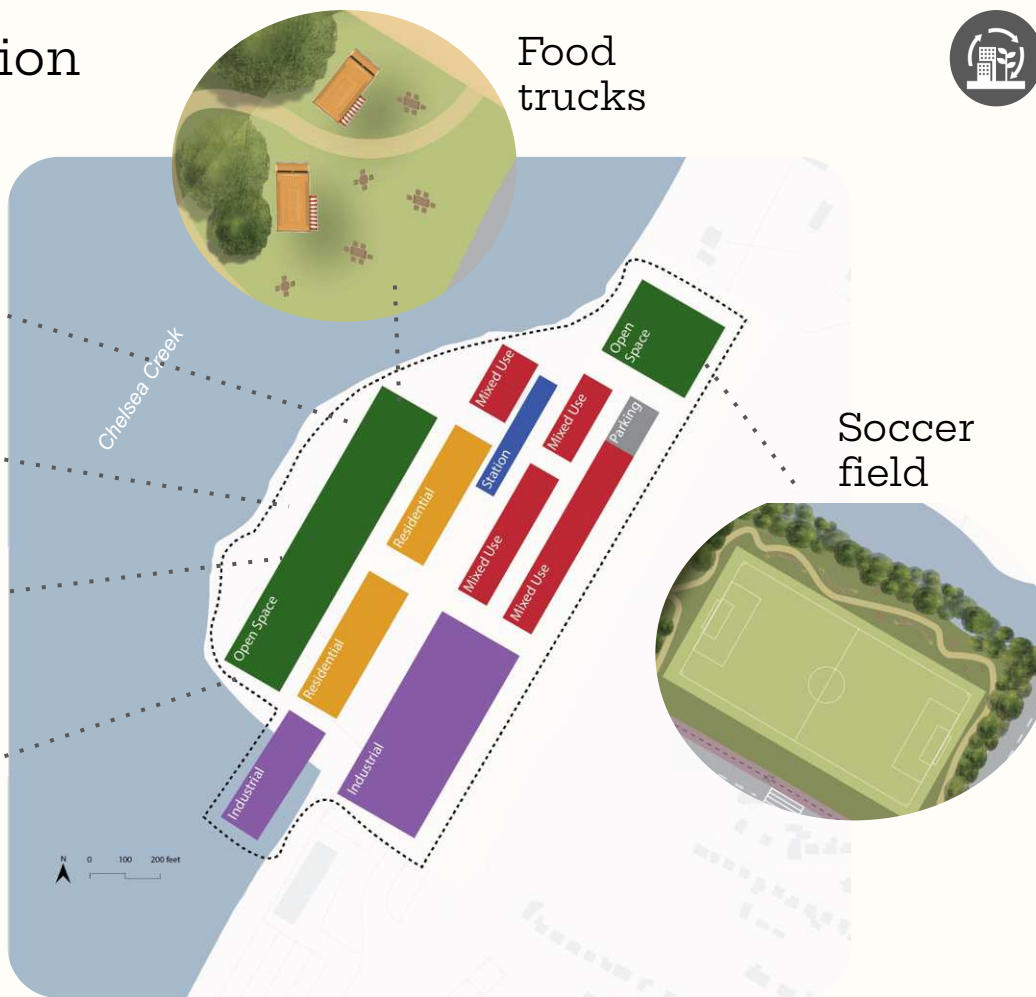 ion
Food
trucks
Chelsea Creek
Open
Space
Mixed Use
Mixed Use
Parking
Station
Soccer
field
Residential
Mixed Use
Mixed Use
Open Space
Residential
Industrial
Industrial
N 0 100 200 feet